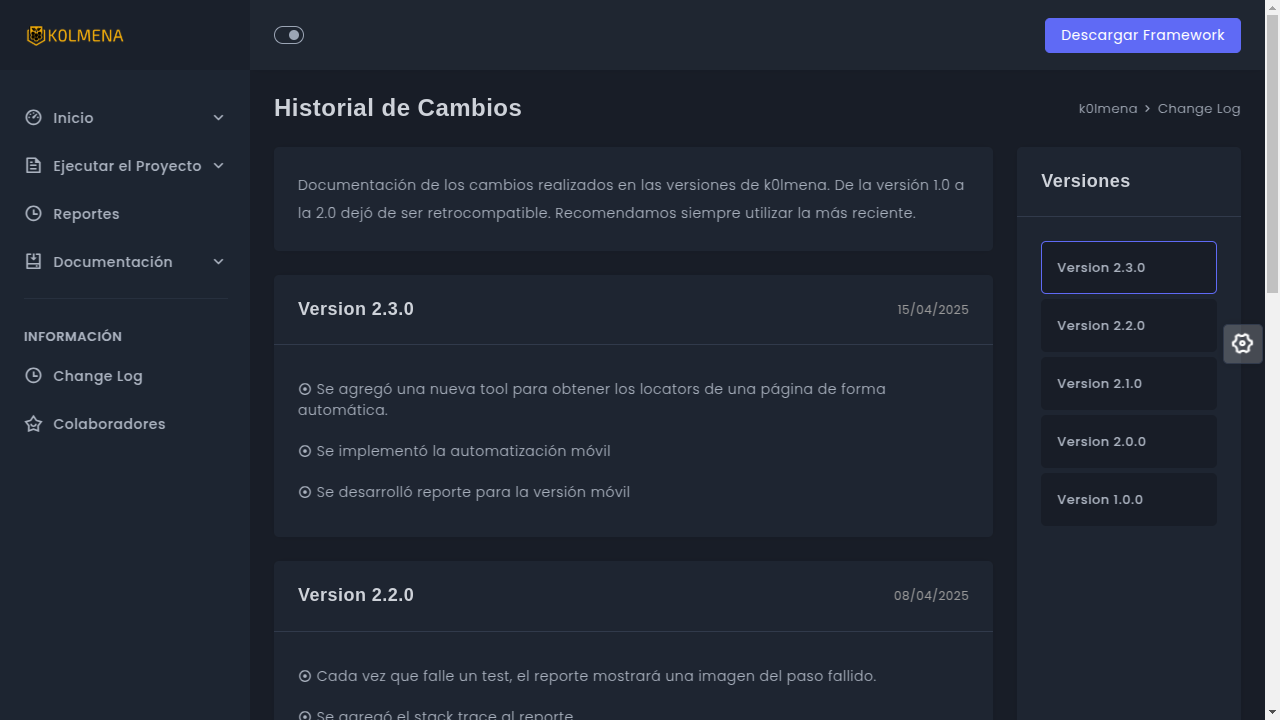 K0LMENA
Descargar Framework
Inicio
Ejecutar el Proyecto
Reportes
Documentación
INFORMACIÓN
Change Log
Colaboradores
Historial de Cambios
k0lmena > Change Log
Documentación de los cambios realizados en las versiones de k0lmena. De la versión 1.0 a
la 2.0 dejó de ser retrocompatible. Recomendamos siempre utilizar la más reciente.
Version 2.3.0
15/04/2025
Se agregó una nueva tool para obtener los locators de una página de forma
automática.
Se implementó la automatización móvil
Se desarrolló reporte para la versión móvil
Version 2.2.0
08/04/2025
Cada vez que falle un test, el reporte mostrará una imagen del paso fallido.
Se agregó el stack trace al reporte
Versiones
Version 2.3.0
Version 2.2.0
Version 2.1.0
Version 2.0.0
Version 1.0.0